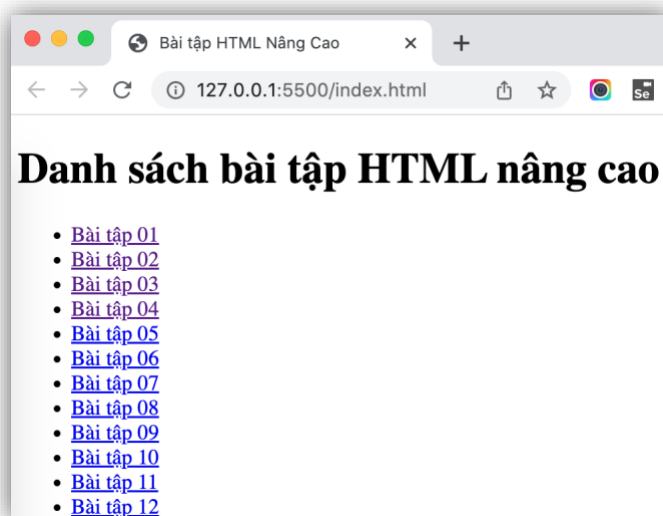 Bài tập HTML Nâng Cao
127.0.0.1:5500/index.html
Se
Danh sách bài tập HTML nâng cao
Bài tập 01
Bài tập 02
Bài tập 03
Bài tập 04
Bài tập 05
Bài tập 06
Bài tập 07
Bài tập 08
Bài tập 09
Bài tập 10
Bài tập 11
Bài tập 12